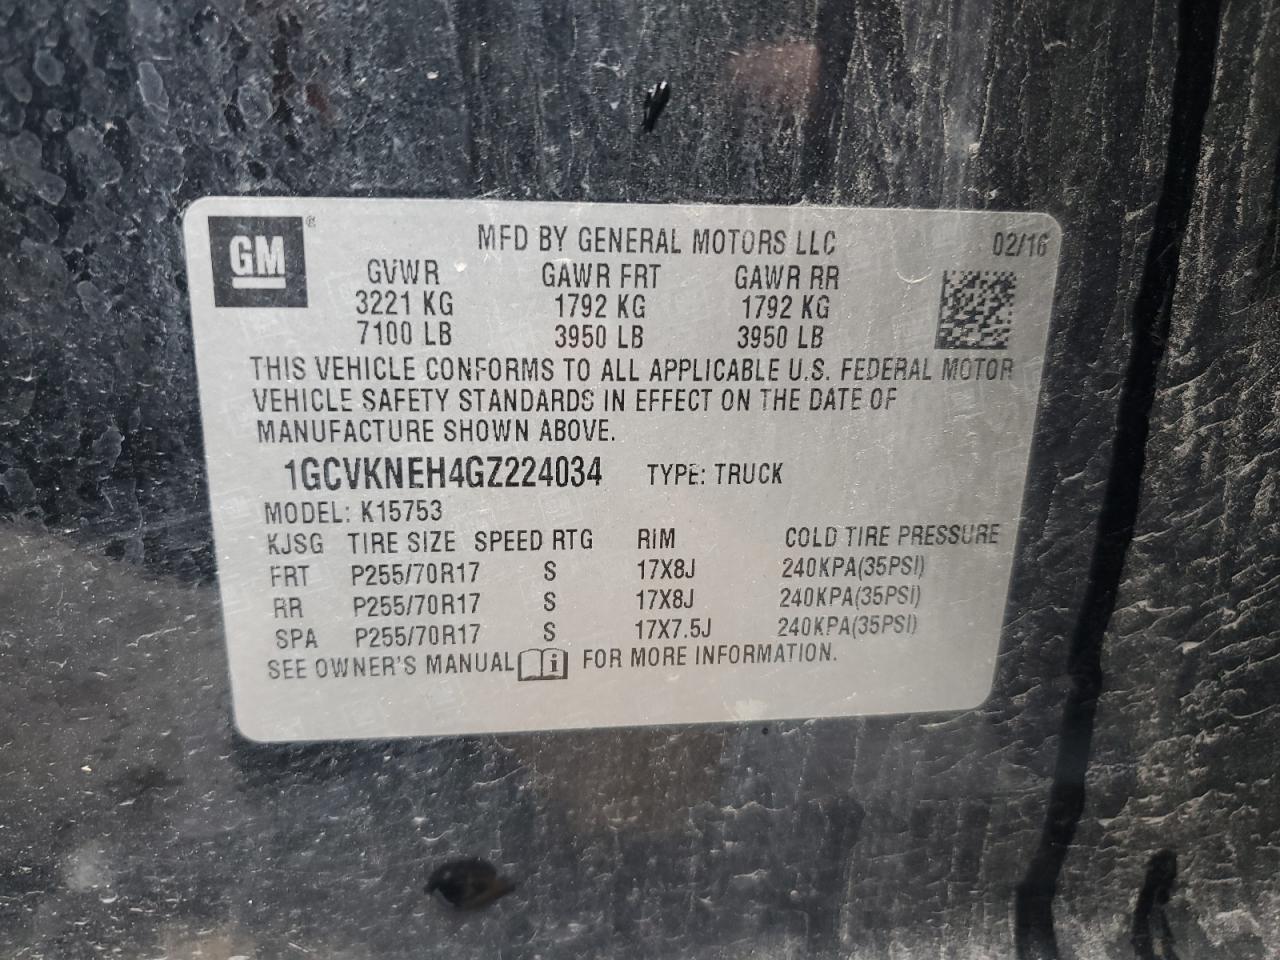 GM ®
MFD BY GENERAL MOTORS LLC 02/16
GVWR GAWR FRT GAWR RR
3221 KG 1792 KG 1792 KG
7100 LB 3950 LB 3950 LB
THIS VEHICLE CONFORMS TO ALL APPLICABLE U.S. FEDERAL MOTOR
VEHICLE SAFETY STANDARDS IN EFFECT ON THE DATE OF
MANUFACTURE SHOWN ABOVE.
1GCVKNEH4GZ224034 TYPE: TRUCK
MODEL: K15753
KJSG TIRE SIZE SPEED RTG RIM COLD TIRE PRESSURE
FRT P255/70R17 S 17X8J 240KPA(35PSI)
RR P255/70R17 S 17X8J 240KPA(35PSI)
SPA P255/70R17 S 17X7.5J 240KPA(35PSI)
SEE OWNER'S MANUAL i FOR MORE INFORMATION.